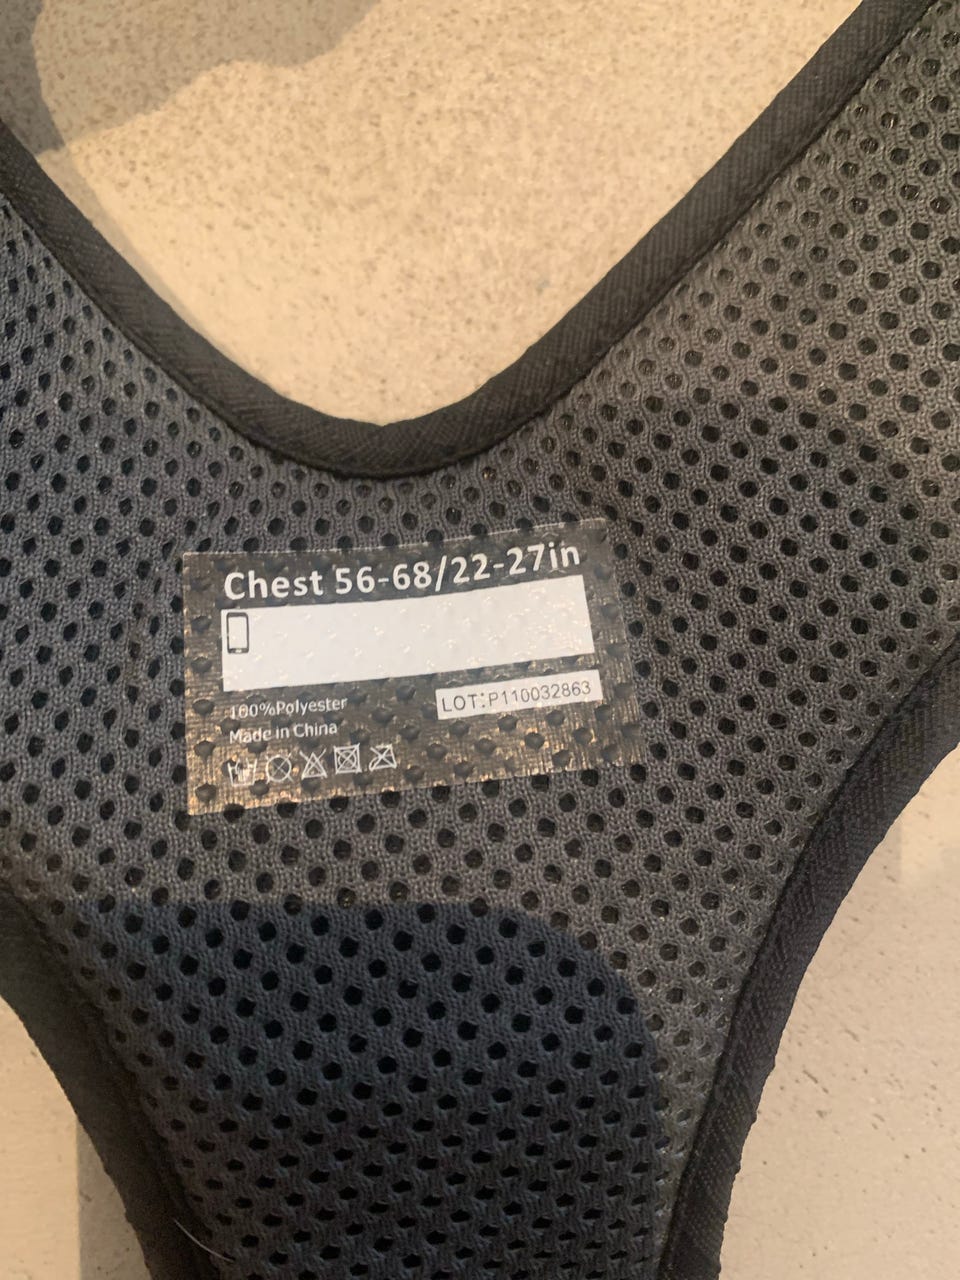 Chest 56-68/22-27in
LOT:P110032863
100%Polyester
Made in China